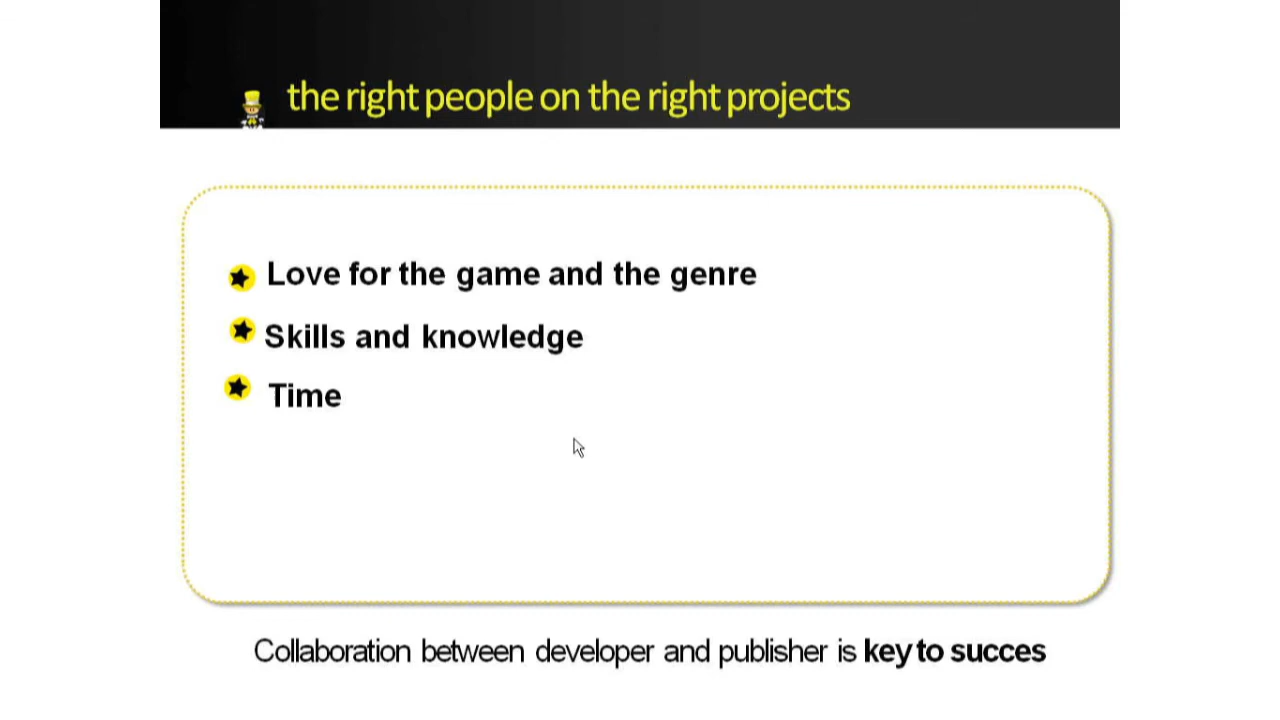 the right people on the right projects
Love for the game and the genre
Skills and knowledge
Time
Collaboration between developer and publisher is key to succes